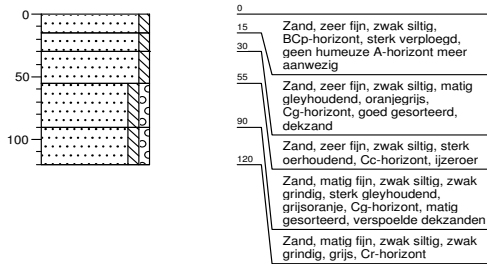 0
50
100
0
15
30
55
90
120
Zand, zeer fijn, zwak siltig,
BCp-horizont, sterk verploegd,
geen humeuze A-horizont meer
aanwezig
Zand, zeer fijn, zwak siltig, matig
gleyhoudend, oranjegrijs,
Cg-horizont, goed gesorteerd,
dekzand
Zand, zeer fijn, zwak siltig, sterk
oerhoudend, Cc-horizont, ijzeroer
Zand, matig fijn, zwak siltig, zwak
grindig, sterk gleyhoudend,
grijsoranje, Cg-horizont, matig
gesorteerd, verspoelde dekzanden
Zand, matig fijn, zwak siltig, zwak
grindig, grijs, Cr-horizont